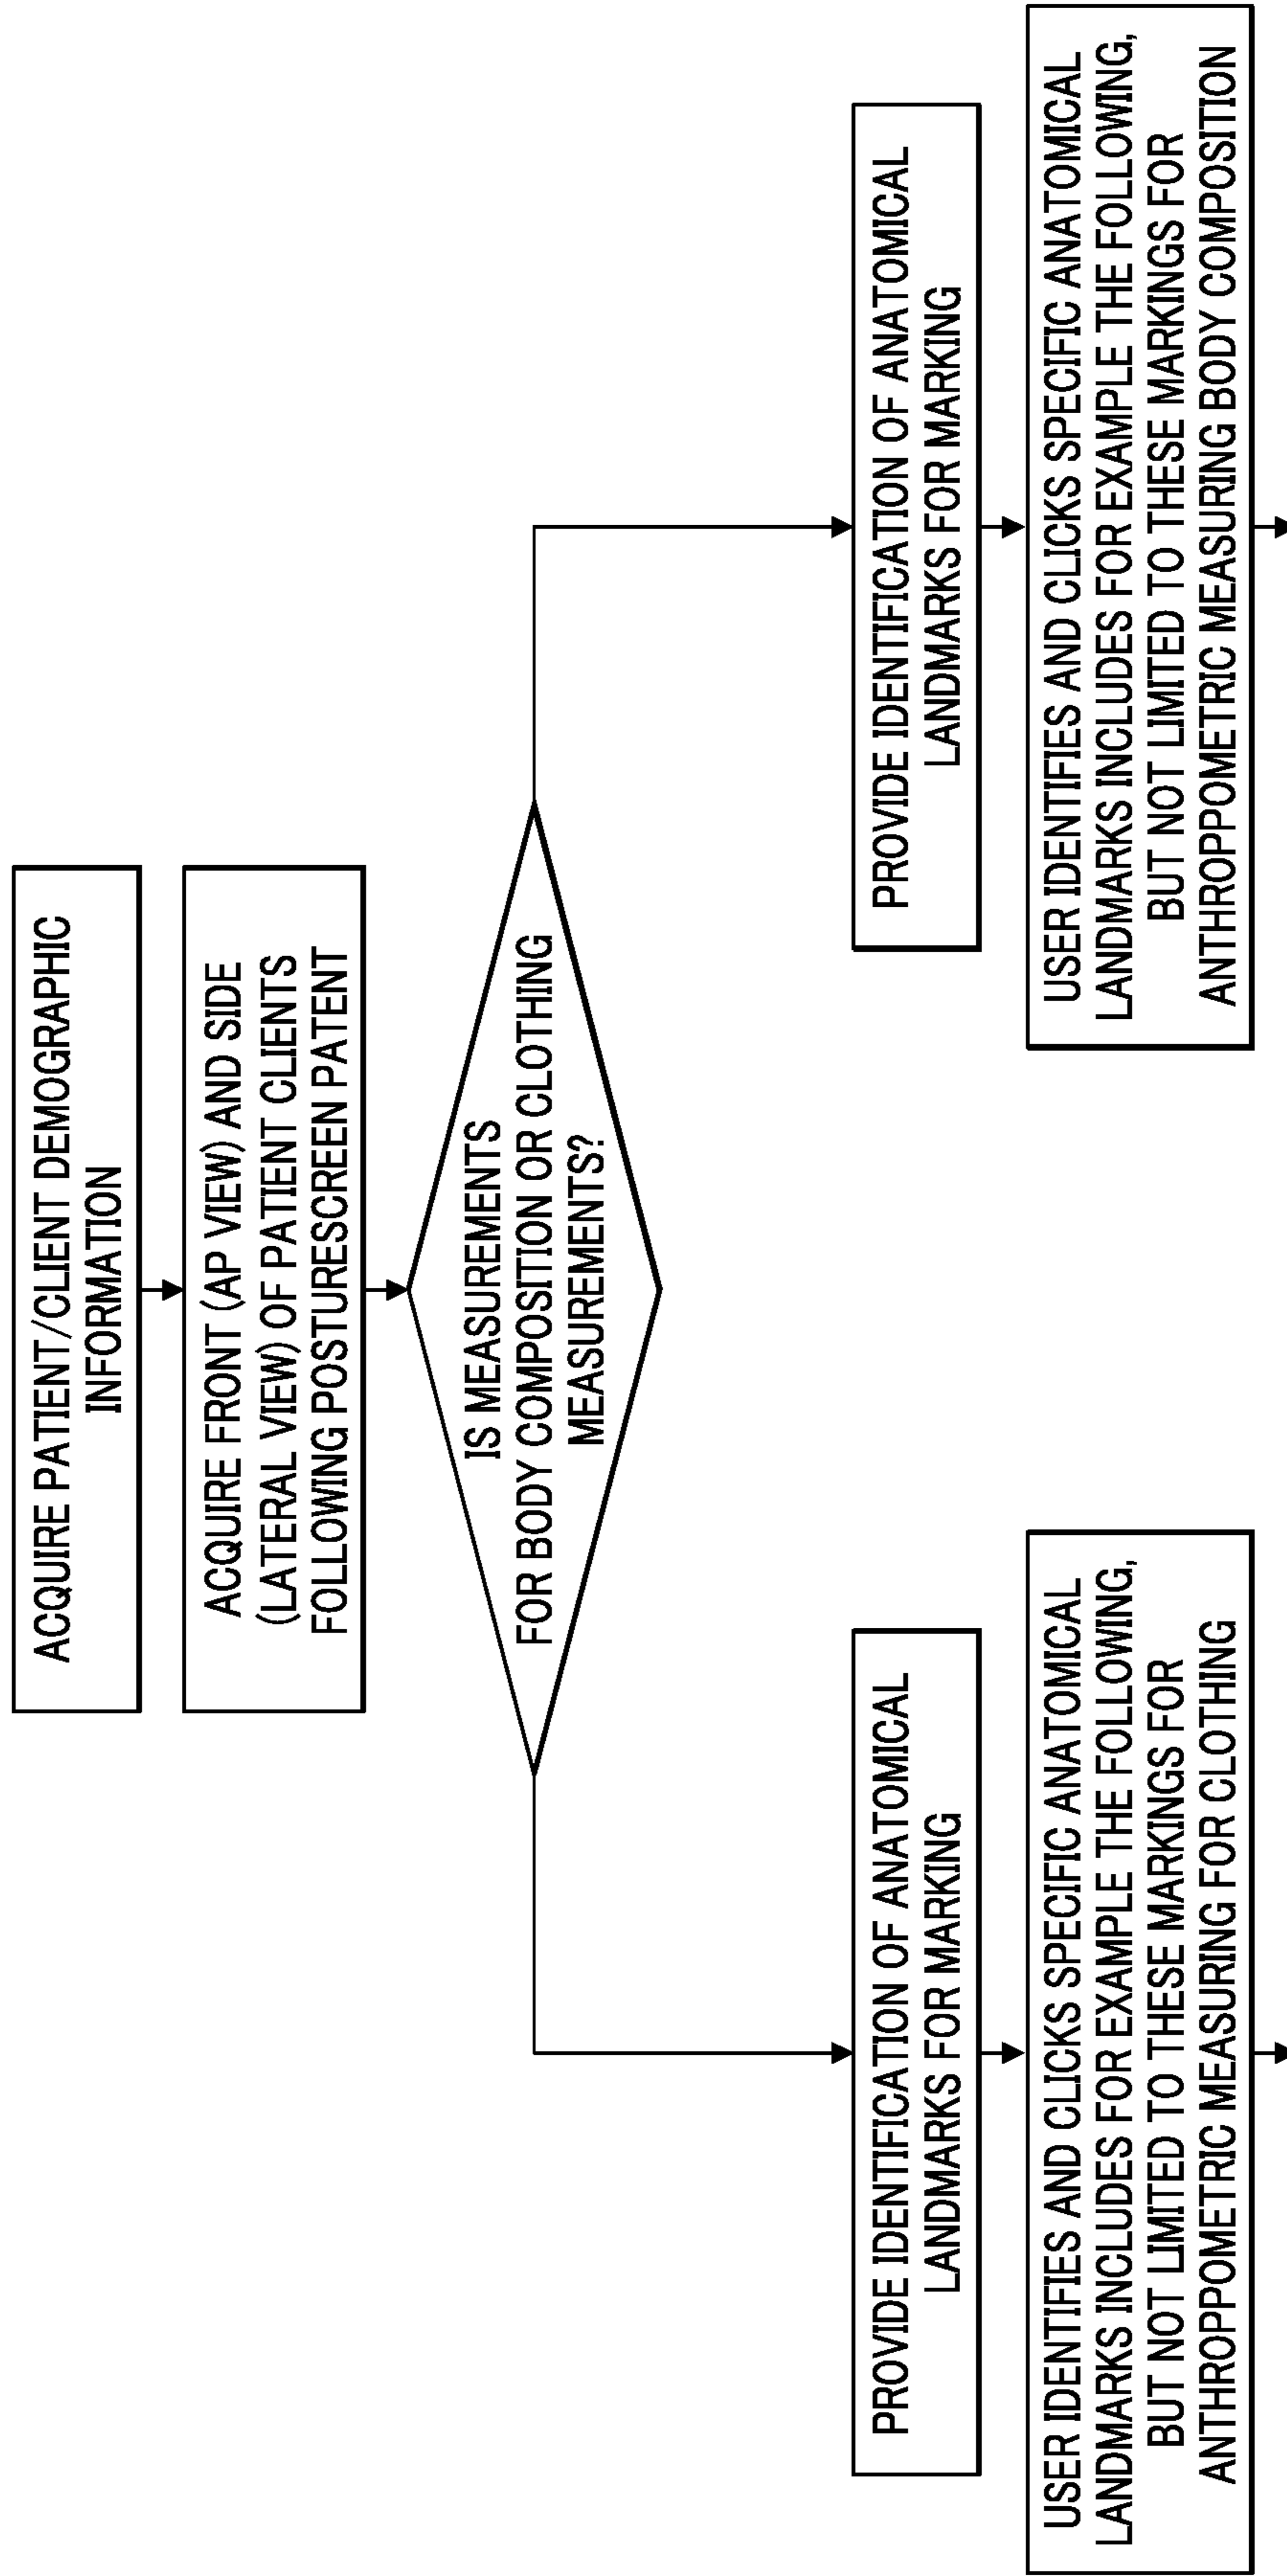 ACQUIRE PATIENT/CLIENT DEMOGRAPHIC
INFORMATION
ACQUIRE FRONT (AP VIEW) AND SIDE
(LATERAL VIEW) OF PATIENT CLIENTS
FOLLOWING POSTURESCREEN PATENT
IS MEASUREMENTS
FOR BODY COMPOSITION OR CLOTHING
MEASUREMENTS?
PROVIDE IDENTIFICATION OF ANATOMICAL
LANDMARKS FOR MARKING
USER IDENTIFIES AND CLICKS SPECIFIC ANATOMICAL
LANDMARKS INCLUDES FOR EXAMPLE THE FOLLOWING,
BUT NOT LIMITED TO THESE MARKINGS FOR
ANTHROPPOMETRIC MEASURING FOR CLOTHING
PROVIDE IDENTIFICATION OF ANATOMICAL
LANDMARKS FOR MARKING
USER IDENTIFIES AND CLICKS SPECIFIC ANATOMICAL
LANDMARKS INCLUDES FOR EXAMPLE THE FOLLOWING,
BUT NOT LIMITED TO THESE MARKINGS FOR
ANTHROPPOMETRIC MEASURING BODY COMPOSITION